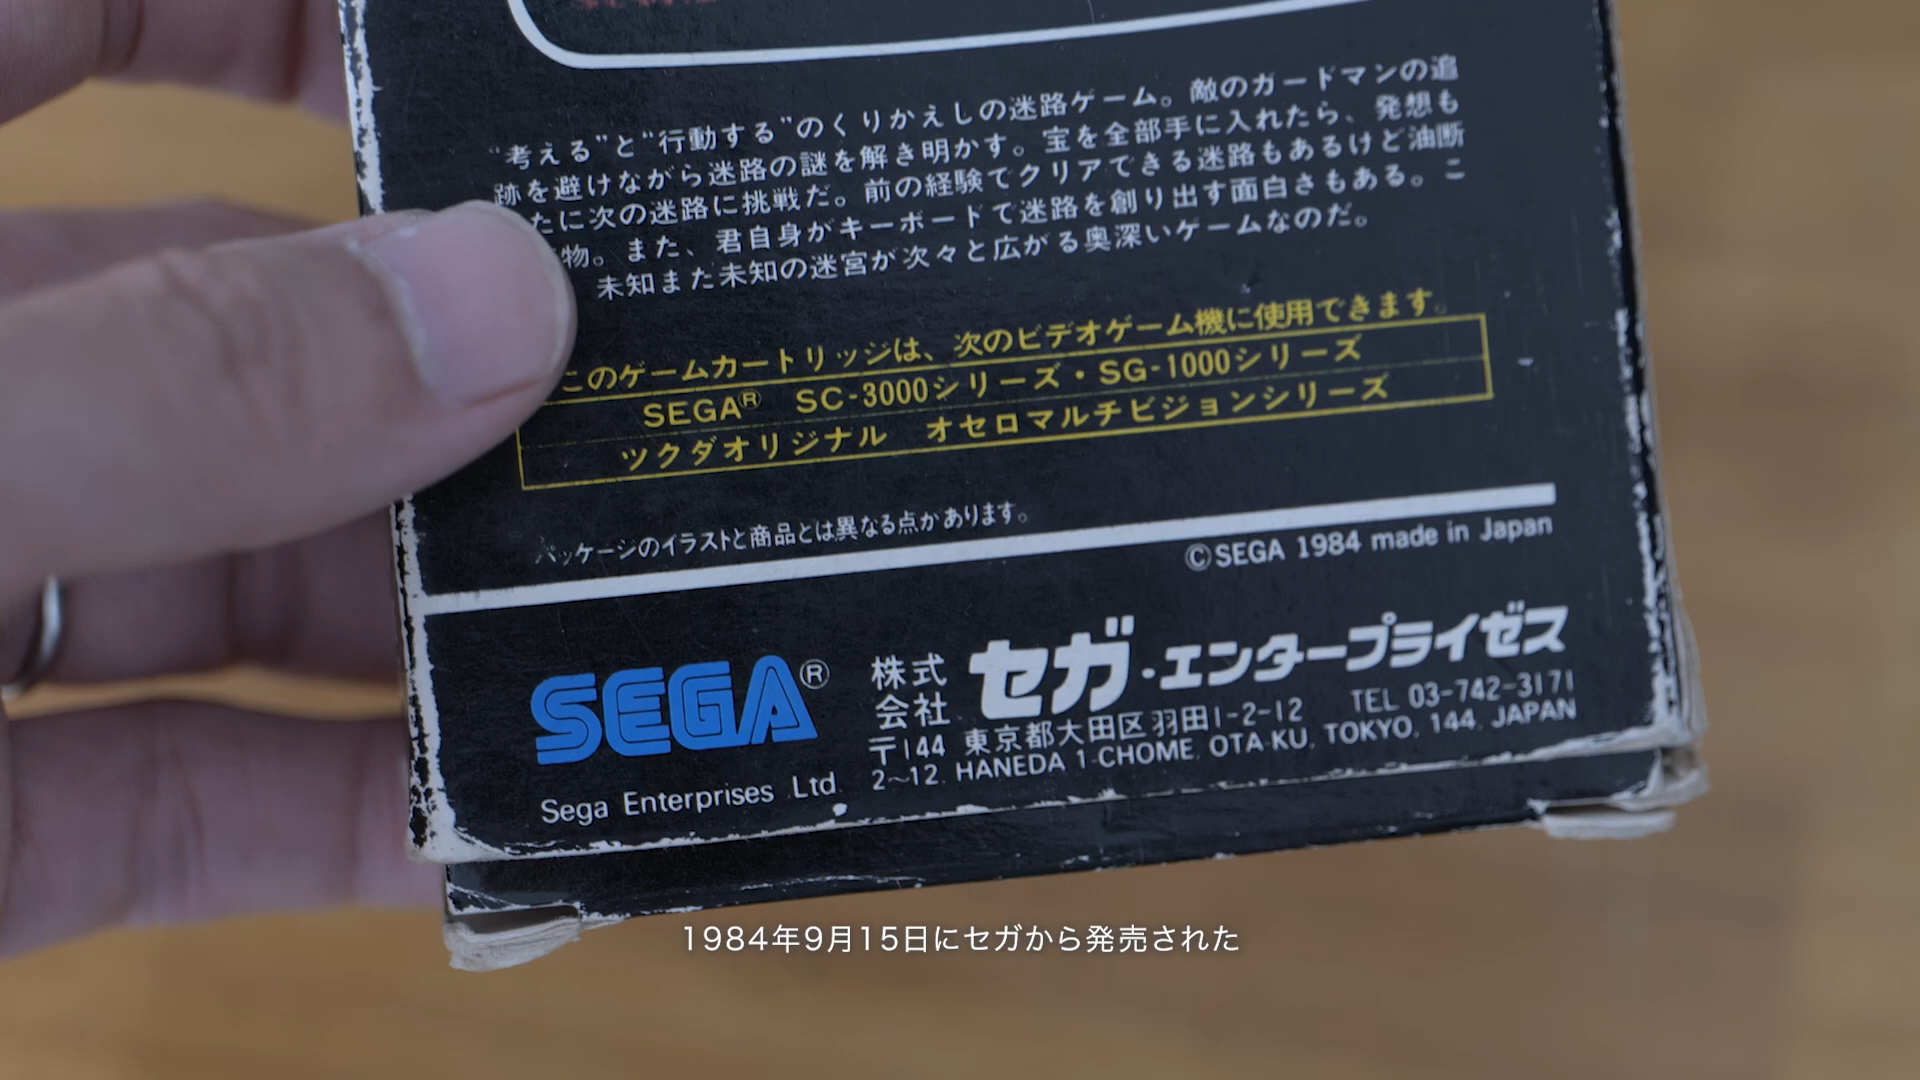 “考える”と“行動する”のくりかえしの迷路ゲーム。敵のガードマンの追
跡を避けながら迷路の謎を解き明かす。宝を全部手に入れたら、発想も
たに次の迷路に挑戦だ。前の経験でクリアできる迷路もあるけど油断
物。また、君自身がキーボードで迷路を創り出す面白さもある。こ
未知また未知の迷宮が次々と広がる奥深いゲームなのだ。
このゲームカートリッジは、次のビデオゲーム機に使用できます。
SEGA® SC-3000シリーズ・SG-1000シリーズ
ツクダオリジナル オセロマルチビジョンシリーズ
パッケージのイラストと商品とは異なる点があります。
©SEGA 1984 made in Japan
SEGA®
Sega Enterprises Ltd.
株式会社 セガ・エンタープライゼス
〒144 東京都大田区羽田1-2-12 TEL 03-742-3171
2~12, HANEDA 1-CHOME, OTA-KU, TOKYO, 144, JAPAN
1984年9月15日にセガから発売された